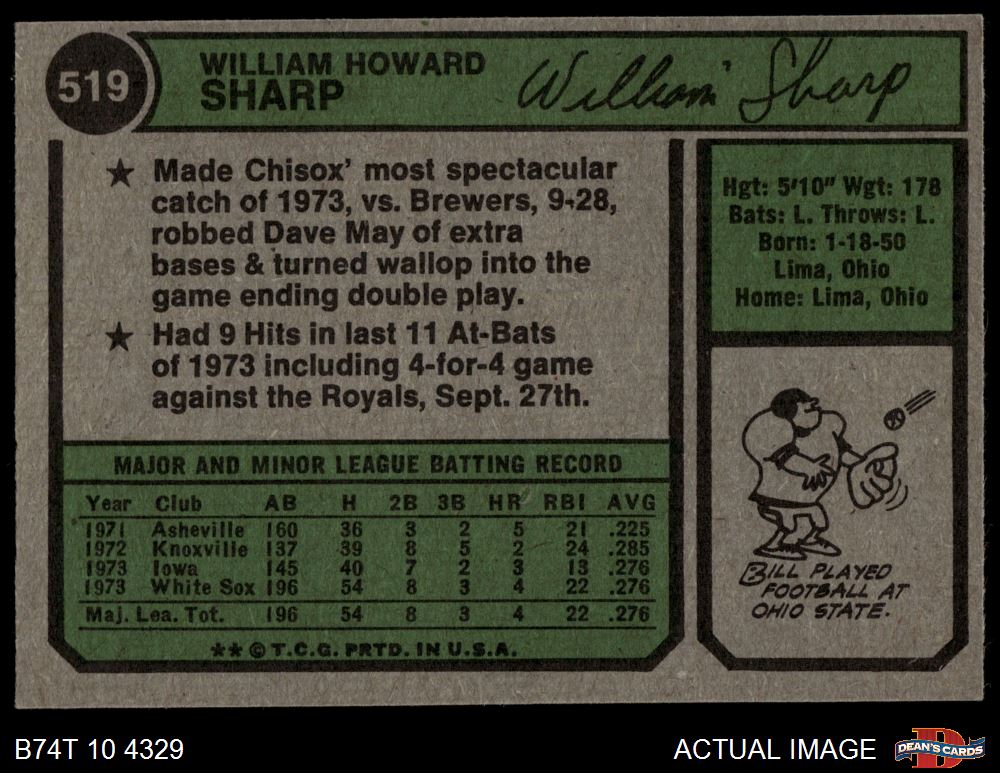 519
WILLIAM HOWARD
SHARP
William Sharp
★ Made Chisox' most spectacular
catch of 1973, vs. Brewers, 9-28,
robbed Dave May of extra
bases & turned wallop into the
game ending double play.
★ Had 9 Hits in last 11 At-Bats
of 1973 including 4-for-4 game
against the Royals, Sept. 27th.
Hgt: 5'10" Wgt: 178
Bats: L. Throws: L.
Born: 1-18-50
Lima, Ohio
Home: Lima, Ohio
MAJOR AND MINOR LEAGUE BATTING RECORD
Year Club AB H 2B 3B HR RBI AVG
1971 Asheville 160 36 3 2 5 21 .225
1972 Knoxville 137 39 8 5 2 24 .285
1973 Iowa 145 40 7 2 3 13 .276
1973 White Sox 196 54 8 3 4 22 .276
Maj. Lea. Tot. 196 54 8 3 4 22 .276
★★ © T.C.G. PRTD. IN U.S.A.
BILL PLAYED
FOOTBALL AT
OHIO STATE.
B74T 10 4329
ACTUAL IMAGE
D
DEAN'S CARDS